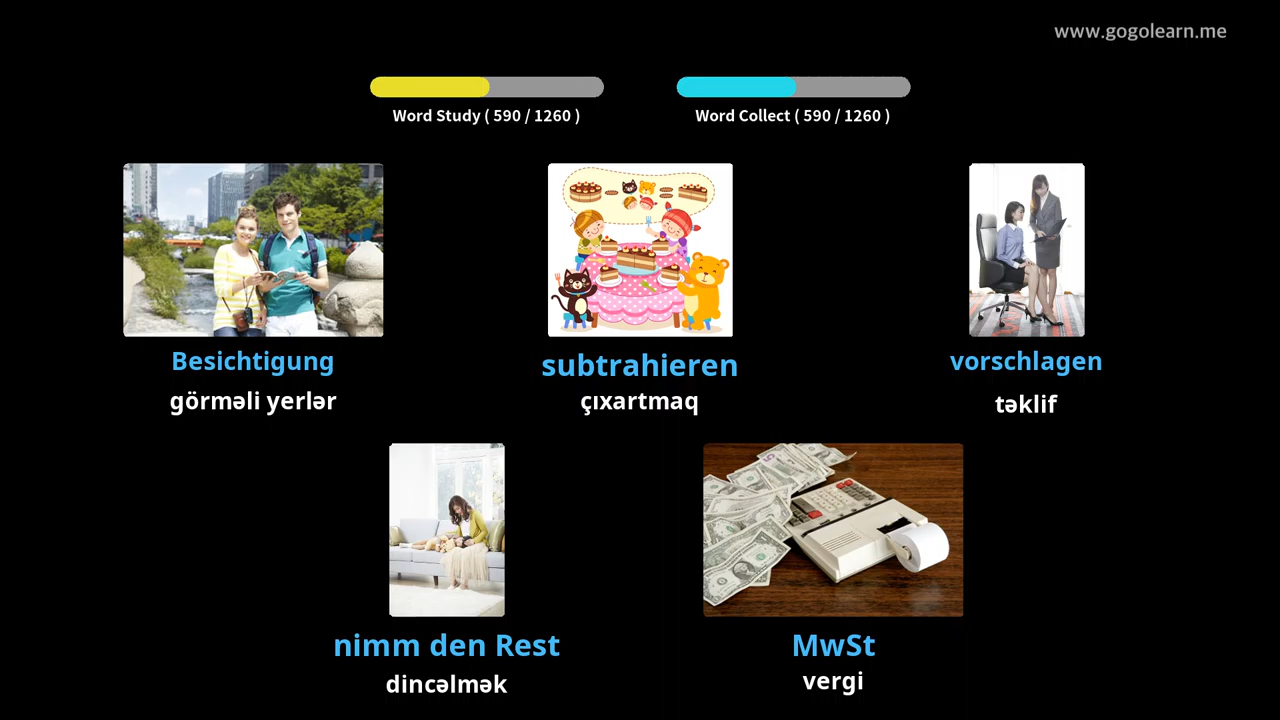 www.gogolearn.me
Word Study ( 590 / 1260 )
Word Collect ( 590 / 1260 )
Besichtigung
görməli yerlər
subtrahieren
çıxartmaq
vorschlagen
təklif
nimm den Rest
dincəlmək
MwSt
vergi